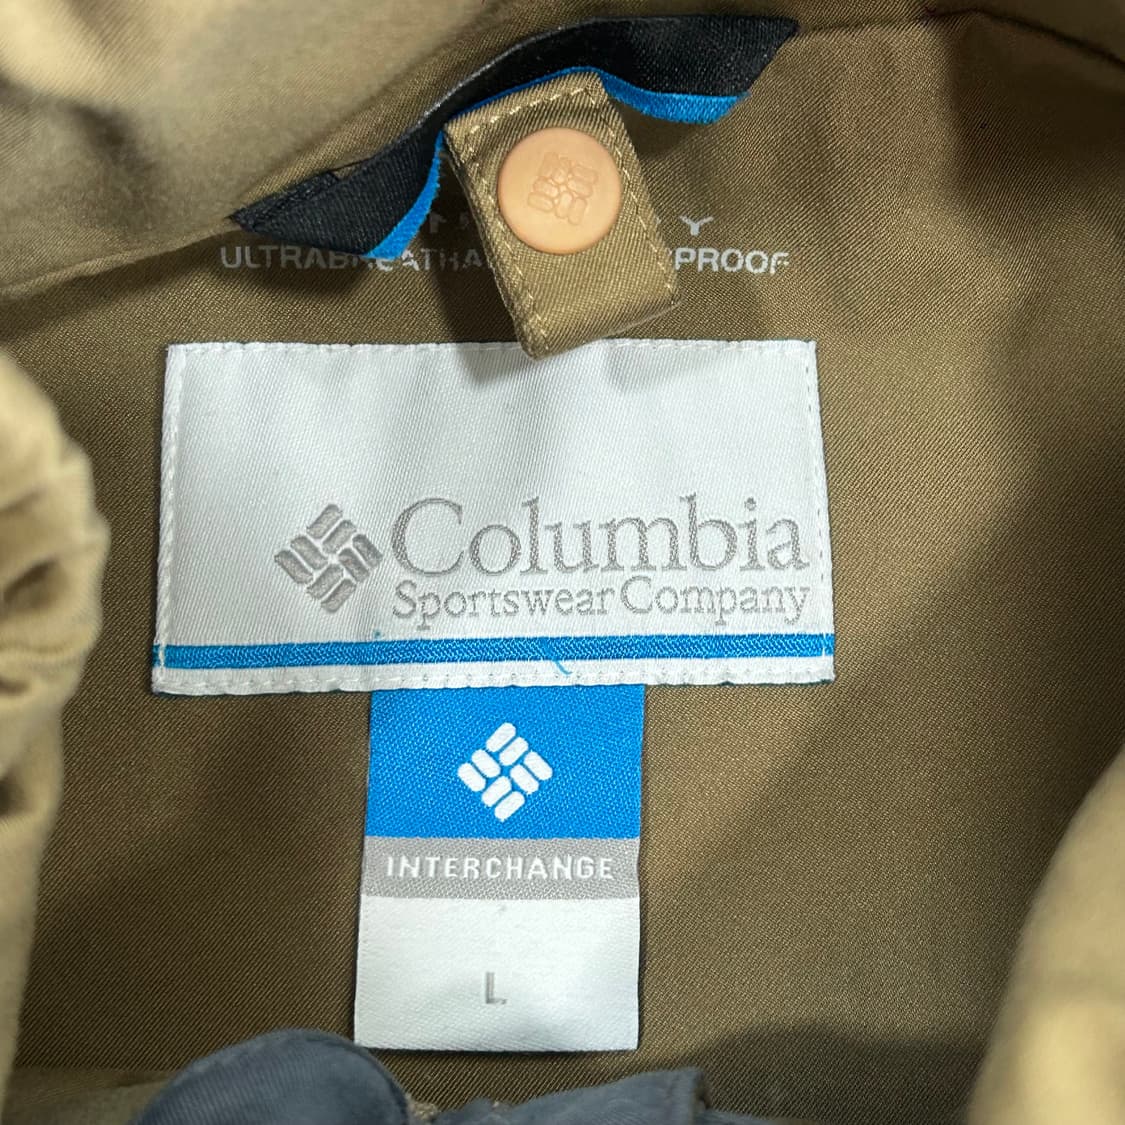 ULTRABREATHA PROOF
Columbia
Sportswear Company
INTERCHANGE
L